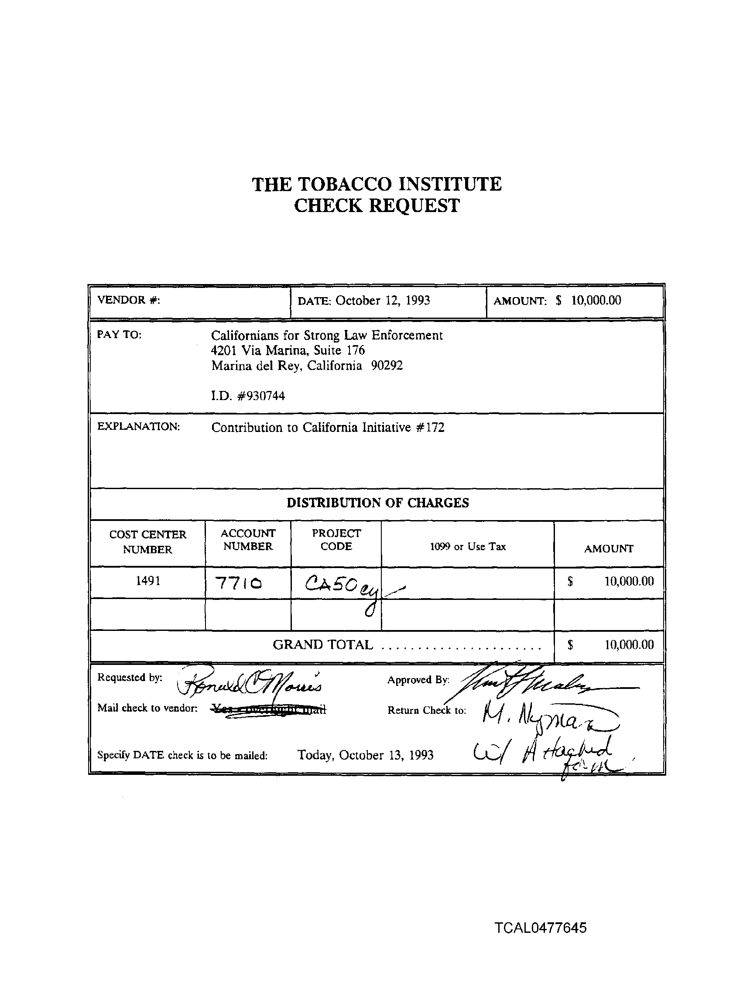 THE TOBACCO INSTITUTE
CHECK REQUEST
VENDOR #:
DATE: October 12, 1993
AMOUNT: $ 10,000.00
PAY TO:
Californians for Strong Law Enforcement
4201 Via Marina, Suite 176
Marina del Rey, California 90292
I.D. #930744
EXPLANATION:
Contribution to California Initiative #172
DISTRIBUTION OF CHARGES
COST CENTER
NUMBER
ACCOUNT
NUMBER
PROJECT
CODE
1099 or Use Tax
AMOUNT
1491
7710
CA50
$ 10,000.00
GRAND TOTAL ......................
$ 10,000.00
Requested by:
Ronald C Morris
Approved By:
Mail check to vendor:
Yes - overnight mail
Return Check to:
M. Nyman
Specify DATE check is to be mailed:
Today, October 13, 1993
w/ Attached
form
TCAL0477645